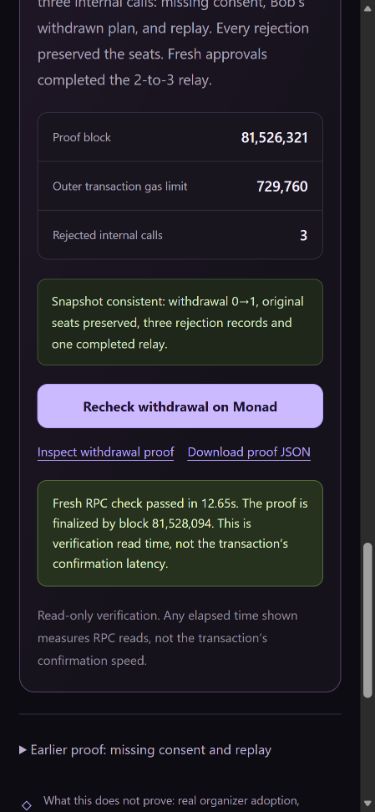 three internal calls: missing consent, Bob's
withdrawn plan, and replay. Every rejection
preserved the seats. Fresh approvals
completed the 2-to-3 relay.
Proof block 81,526,321
Outer transaction gas limit 729,760
Rejected internal calls 3
Snapshot consistent: withdrawal 0→1, original
seats preserved, three rejection records and
one completed relay.
Recheck withdrawal on Monad
Inspect withdrawal proof Download proof JSON
Fresh RPC check passed in 12.65s. The proof is
finalized by block 81,528,094. This is
verification read time, not the transaction's
confirmation latency.
Read-only verification. Any elapsed time shown
measures RPC reads, not the transaction's
confirmation speed.
Earlier proof: missing consent and replay
What this does not prove: real organizer adoption,